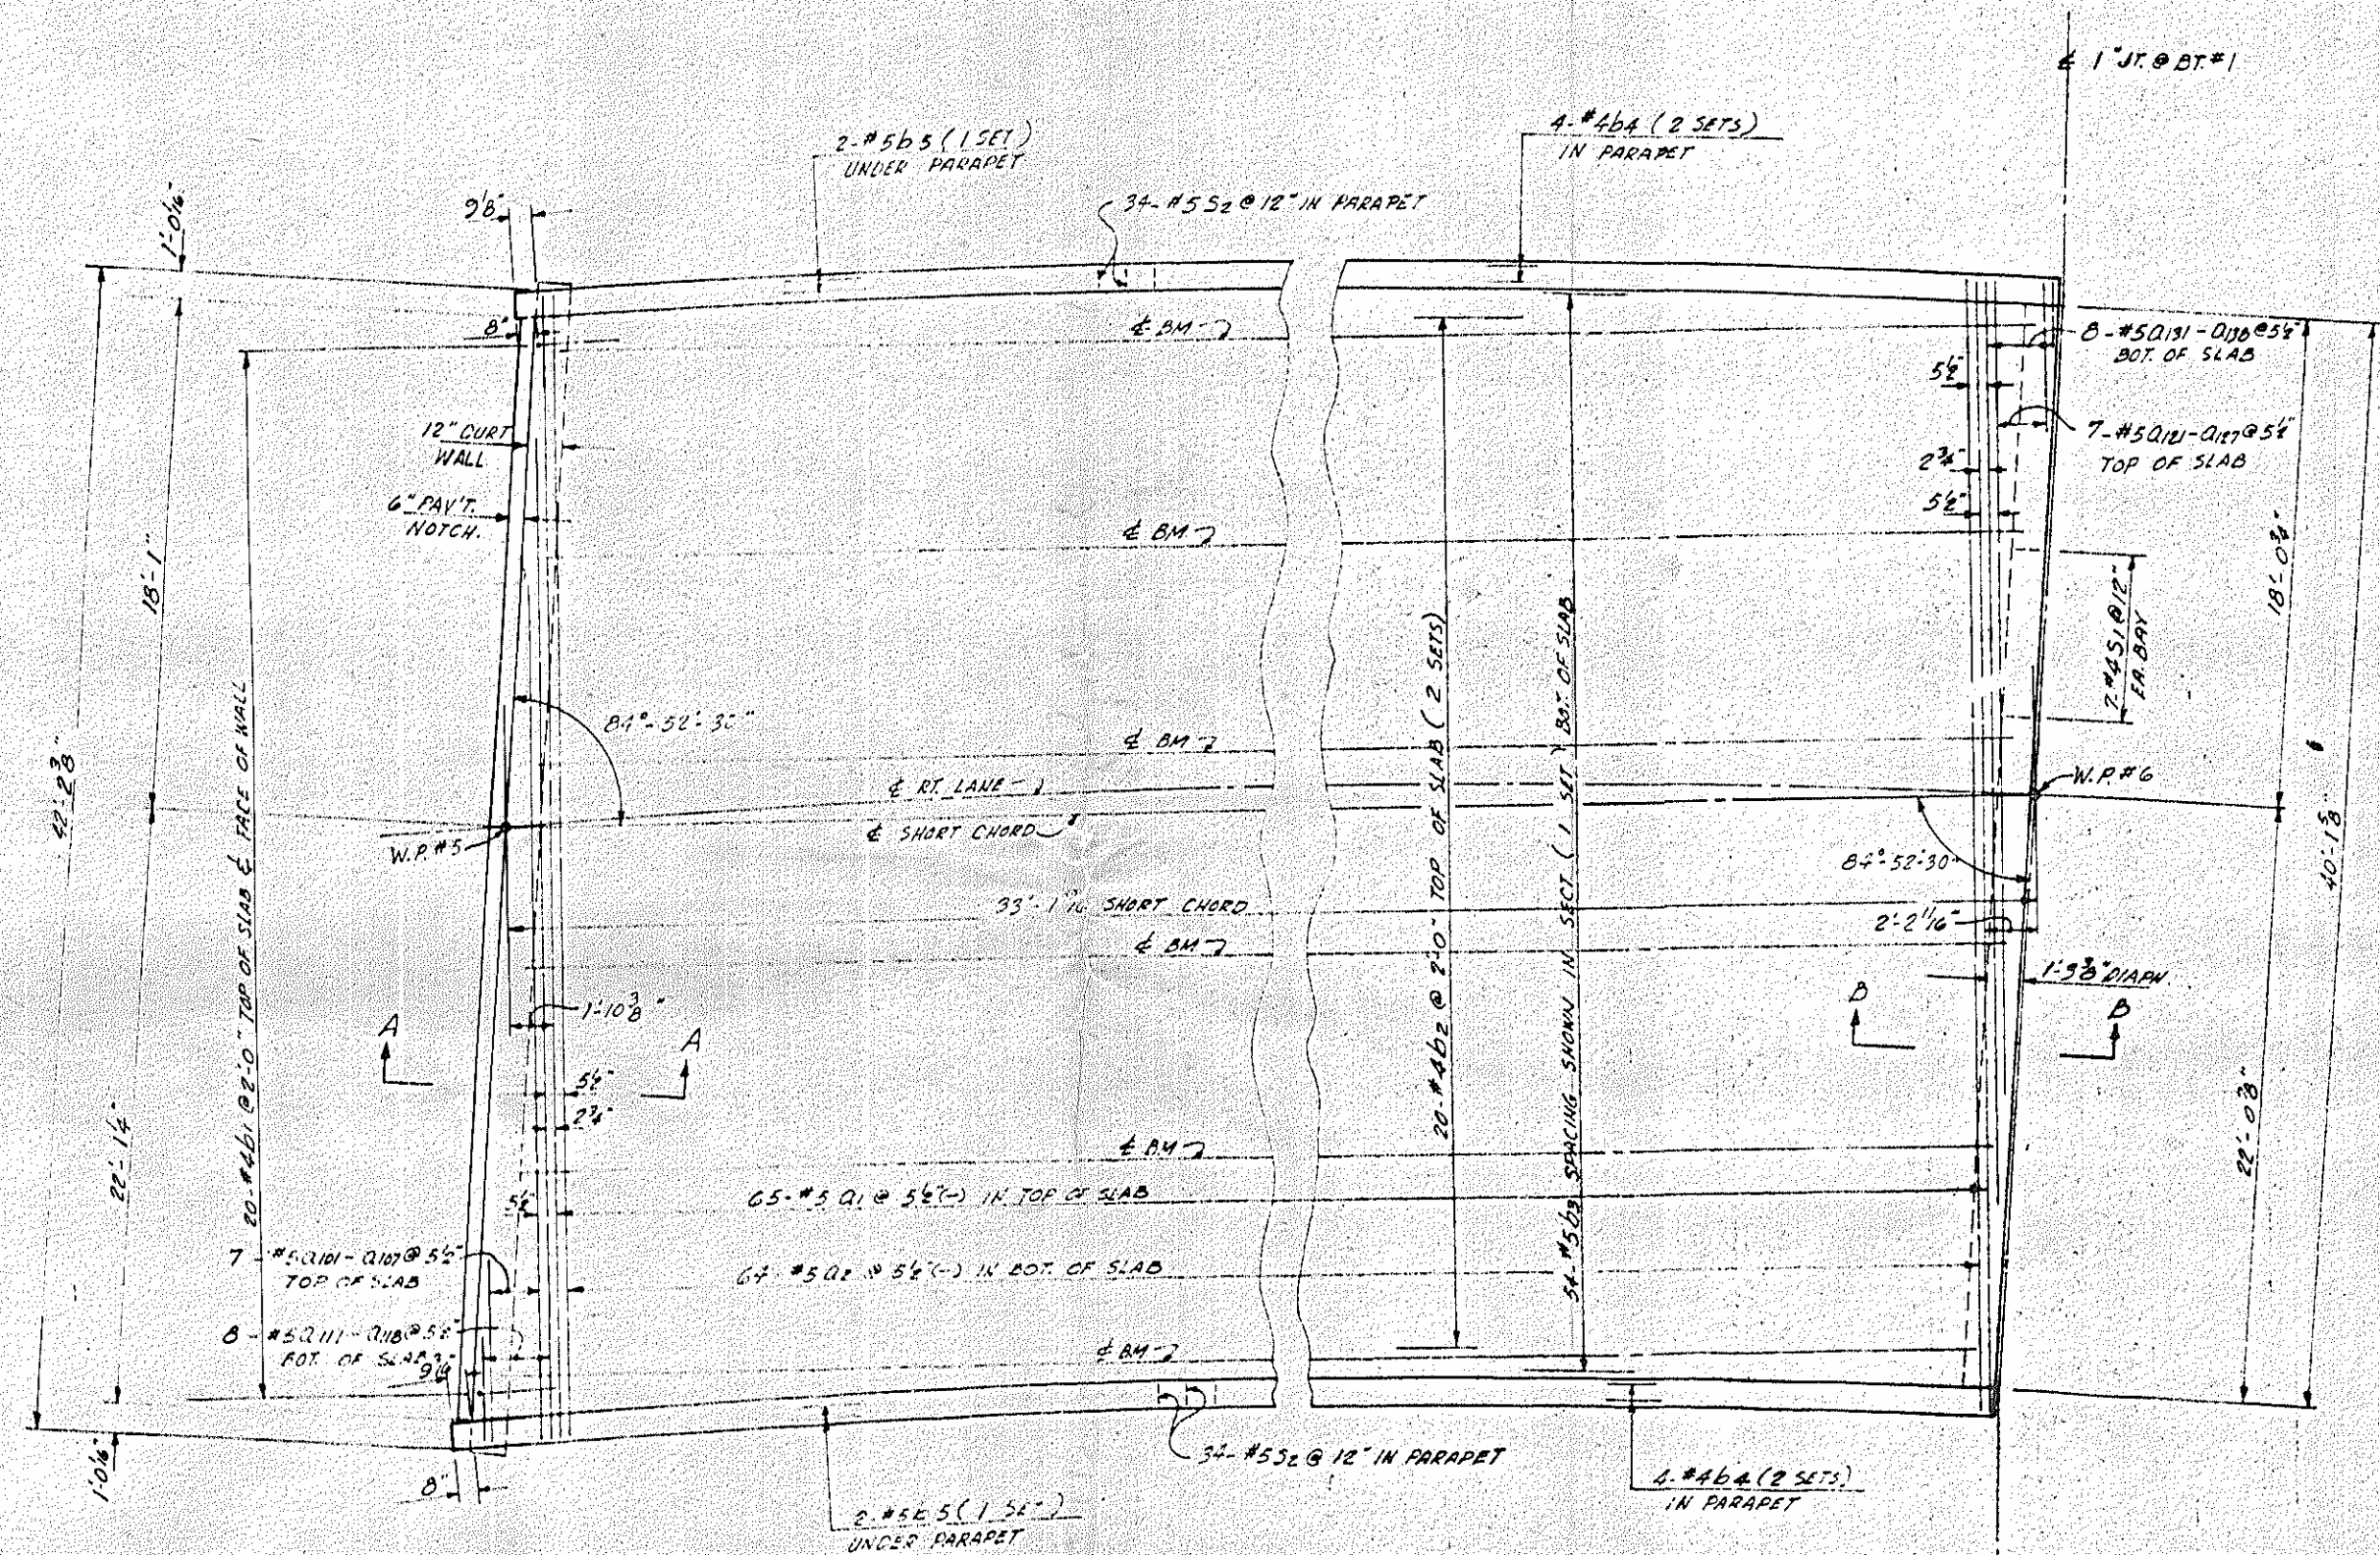 ℄ 1" JT. @ BT. #1
2-#5b5 (1 SET)
UNDER PARAPET
4-#4b4 (2 SETS)
IN PARAPET
34-#5S2 @ 12" IN PARAPET
9⅛"
1'-0 1/16"
8"
℄ BM
8-#5a131-a138 @ 5½"
BOT. OF SLAB
5½"
7-#5a121-a127 @ 5½"
TOP OF SLAB
12" CURT.
WALL
2¾"
6" PAV'T.
NOTCH.
5½"
℄ BM
18'-1"
18'-0¾"
2-#4S1 @ 12"
EA. BAY
84°-52'-30"
℄ BM
42'-2⅜"
℄ RT. LANE
W.P. #6
℄ SHORT CHORD
W.P. #5
84°-52'-30"
40'-1⅝"
20-#4b1 @ 2'-0" TOP OF SLAB & FACE OF WALL
20-#4b2 @ 2'-0" TOP OF SLAB (2 SETS)
54-#5b3 SPACING SHOWN IN SECT. (1 SET) BOT. OF SLAB
SHORT CHORD
2'-2 1/16"
℄ BM
1'-3⅜" DIAPH.
1'-10⅜"
A
A
B
B
5½"
2¾"
22'-1¼"
22'-0⅞"
℄ BM
65-#5a1 @ 5½"(-) IN TOP OF SLAB
5½"
7-#5a101-a107 @ 5½"
TOP OF SLAB
64-#5a2 @ 5½"(-) IN BOT. OF SLAB
8-#5a111-a118 @ 5½"
BOT. OF SLAB
℄ BM
1'-0 1/16"
8"
34-#5S2 @ 12" IN PARAPET
4-#4b4 (2 SETS)
IN PARAPET
2-#5b5 (1 SET)
UNDER PARAPET